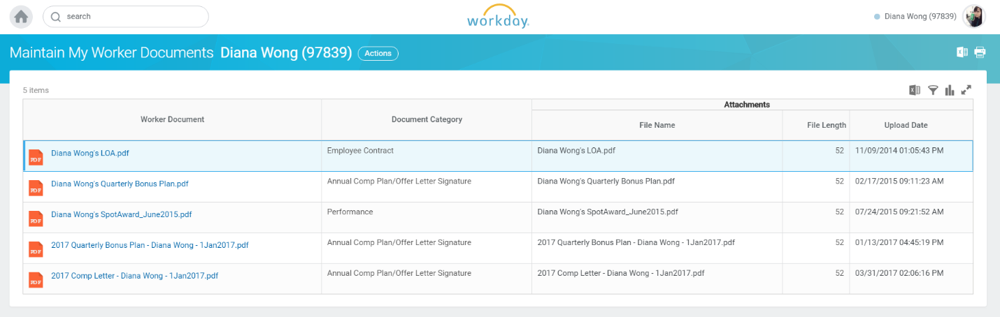 search
workday.
Diana Wong (97839)
Maintain My Worker Documents Diana Wong (97839) Actions
5 items
Attachments
Worker Document Document Category File Name File Length Upload Date
PDF Diana Wong's LOA.pdf Employee Contract Diana Wong's LOA.pdf 52 11/09/2014 01:05:43 PM
PDF Diana Wong's Quarterly Bonus Plan.pdf Annual Comp Plan/Offer Letter Signature Diana Wong's Quarterly Bonus Plan.pdf 52 02/17/2015 09:11:23 AM
PDF Diana Wong's SpotAward_June2015.pdf Performance Diana Wong's SpotAward_June2015.pdf 52 07/24/2015 09:21:52 AM
PDF 2017 Quarterly Bonus Plan - Diana Wong - 1Jan2017.pdf Annual Comp Plan/Offer Letter Signature 2017 Quarterly Bonus Plan - Diana Wong - 1Jan2017.pdf 52 01/13/2017 04:45:19 PM
PDF 2017 Comp Letter - Diana Wong - 1Jan2017.pdf Annual Comp Plan/Offer Letter Signature 2017 Comp Letter - Diana Wong - 1Jan2017.pdf 52 03/31/2017 02:06:16 PM